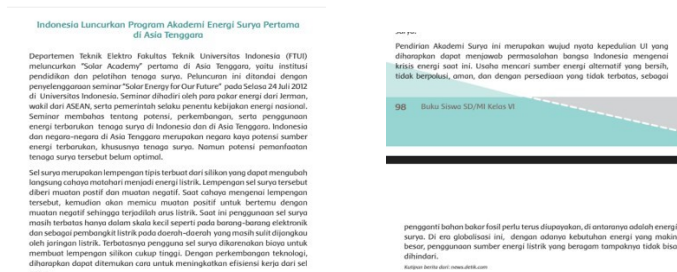 Indonesia Luncurkan Program Akademi Energi Surya Pertama
di Asia Tenggara
Departemen Teknik Elektro Fakultas Teknik Universitas Indonesia (FTUI)
meluncurkan "Solar Academy" pertama di Asia Tenggara, yaitu institusi
pendidikan dan pelatihan tenaga surya. Peluncuran ini ditandai dengan
penyelenggaraan seminar "Solar Energy for Our Future" pada Selasa 24 Juli 2012
di Universitas Indonesia. Seminar dihadiri oleh para pakar energi dari Jerman,
wakil dari ASEAN, serta pemerintah selaku penentu kebijakan energi nasional.
Seminar membahas tentang potensi, perkembangan, serta penggunaan
energi terbarukan tenaga surya di Indonesia dan di Asia Tenggara. Indonesia
dan negara-negara di Asia Tenggara merupakan negara kaya potensi sumber
energi terbarukan, khususnya tenaga surya. Namun potensi pemanfaatan
tenaga surya tersebut belum optimal.
Sel surya merupakan lempengan tipis terbuat dari silikon yang dapat mengubah
langsung cahaya matahari menjadi energi listrik. Lempengan sel surya tersebut
diberi muatan postif dan muatan negatif. Saat cahaya mengenai lempengan
tersebut, kemudian akan memicu muatan positif untuk bertemu dengan
muatan negatif sehingga terjadilah arus listrik. Saat ini penggunaan sel surya
masih terbatas hanya dalam skala kecil seperti pada barang-barang elektronik
dan sebagai pembangkit listrik pada daerah-daerah yang masih sulit dijangkau
oleh jaringan listrik. Terbatasnya pengguna sel surya dikarenakan biaya untuk
membuat lempengan silikon cukup tinggi. Dengan perkembangan teknologi,
diharapkan dapat ditemukan cara untuk meningkatkan efisiensi kerja dari sel
surya.
Pendirian Akademi Surya ini merupakan wujud nyata kepedulian UI yang
diharapkan dapat menjawab permasalahan bangsa Indonesia mengenai
krisis energi saat ini. Usaha mencari sumber energi alternatif yang bersih,
tidak berpolusi, aman, dan dengan persediaan yang tidak terbatas, sebagai
98 Buku Siswa SD/MI Kelas VI
pengganti bahan bakar fosil perlu terus diupayakan, di antaranya adalah energi
surya. Di era globalisasi ini, dengan adanya kebutuhan energi yang makin
besar, penggunaan sumber energi listrik yang beragam tampaknya tidak bisa
dihindari.
Kutipan berita dari: news.detik.com